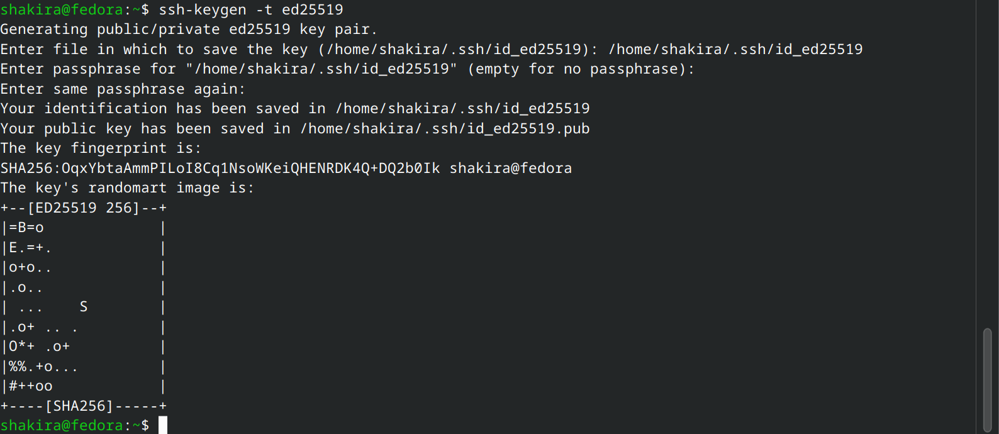 shakira@fedora:~$ ssh-keygen -t ed25519
Generating public/private ed25519 key pair.
Enter file in which to save the key (/home/shakira/.ssh/id_ed25519): /home/shakira/.ssh/id_ed25519
Enter passphrase for "/home/shakira/.ssh/id_ed25519" (empty for no passphrase):
Enter same passphrase again:
Your identification has been saved in /home/shakira/.ssh/id_ed25519
Your public key has been saved in /home/shakira/.ssh/id_ed25519.pub
The key fingerprint is:
SHA256:OqxYbtaAmmPILoI8Cq1NsoWKeiQHENRDK4Q+DQ2b0Ik shakira@fedora
The key's randomart image is:
+--[ED25519 256]--+
|=B=o             |
|E.=+.            |
|o+o..            |
|.o..             |
| ...    S        |
|.o+ .. .         |
|O*+ .o+          |
|%%.+o...         |
|#++oo            |
+----[SHA256]-----+
shakira@fedora:~$